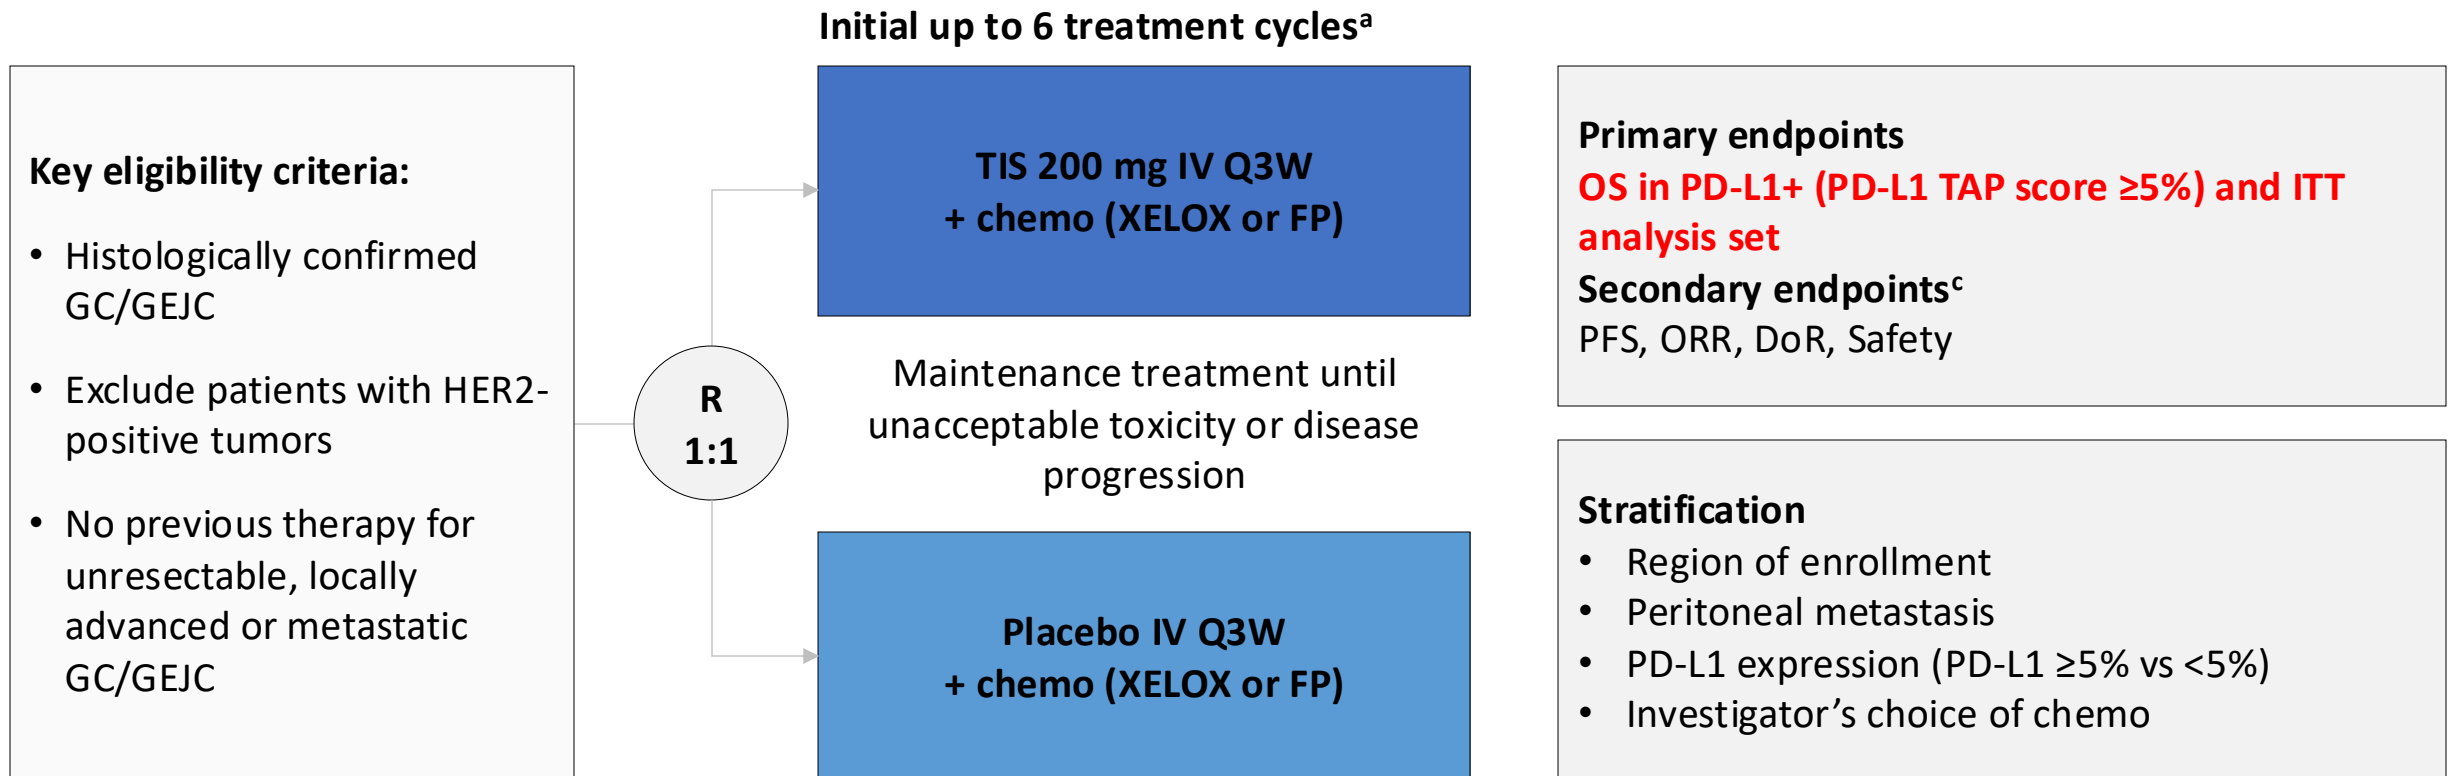 Initial up to 6 treatment cyclesᵃ
Key eligibility criteria:
• Histologically confirmed
GC/GEJC
• Exclude patients with HER2-
positive tumors
• No previous therapy for
unresectable, locally
advanced or metastatic
GC/GEJC
R
1:1
TIS 200 mg IV Q3W
+ chemo (XELOX or FP)
Maintenance treatment until
unacceptable toxicity or disease
progression
Placebo IV Q3W
+ chemo (XELOX or FP)
Primary endpoints
OS in PD-L1+ (PD-L1 TAP score ≥5%) and ITT
analysis set
Secondary endpointsᶜ
PFS, ORR, DoR, Safety
Stratification
• Region of enrollment
• Peritoneal metastasis
• PD-L1 expression (PD-L1 ≥5% vs <5%)
• Investigator’s choice of chemo